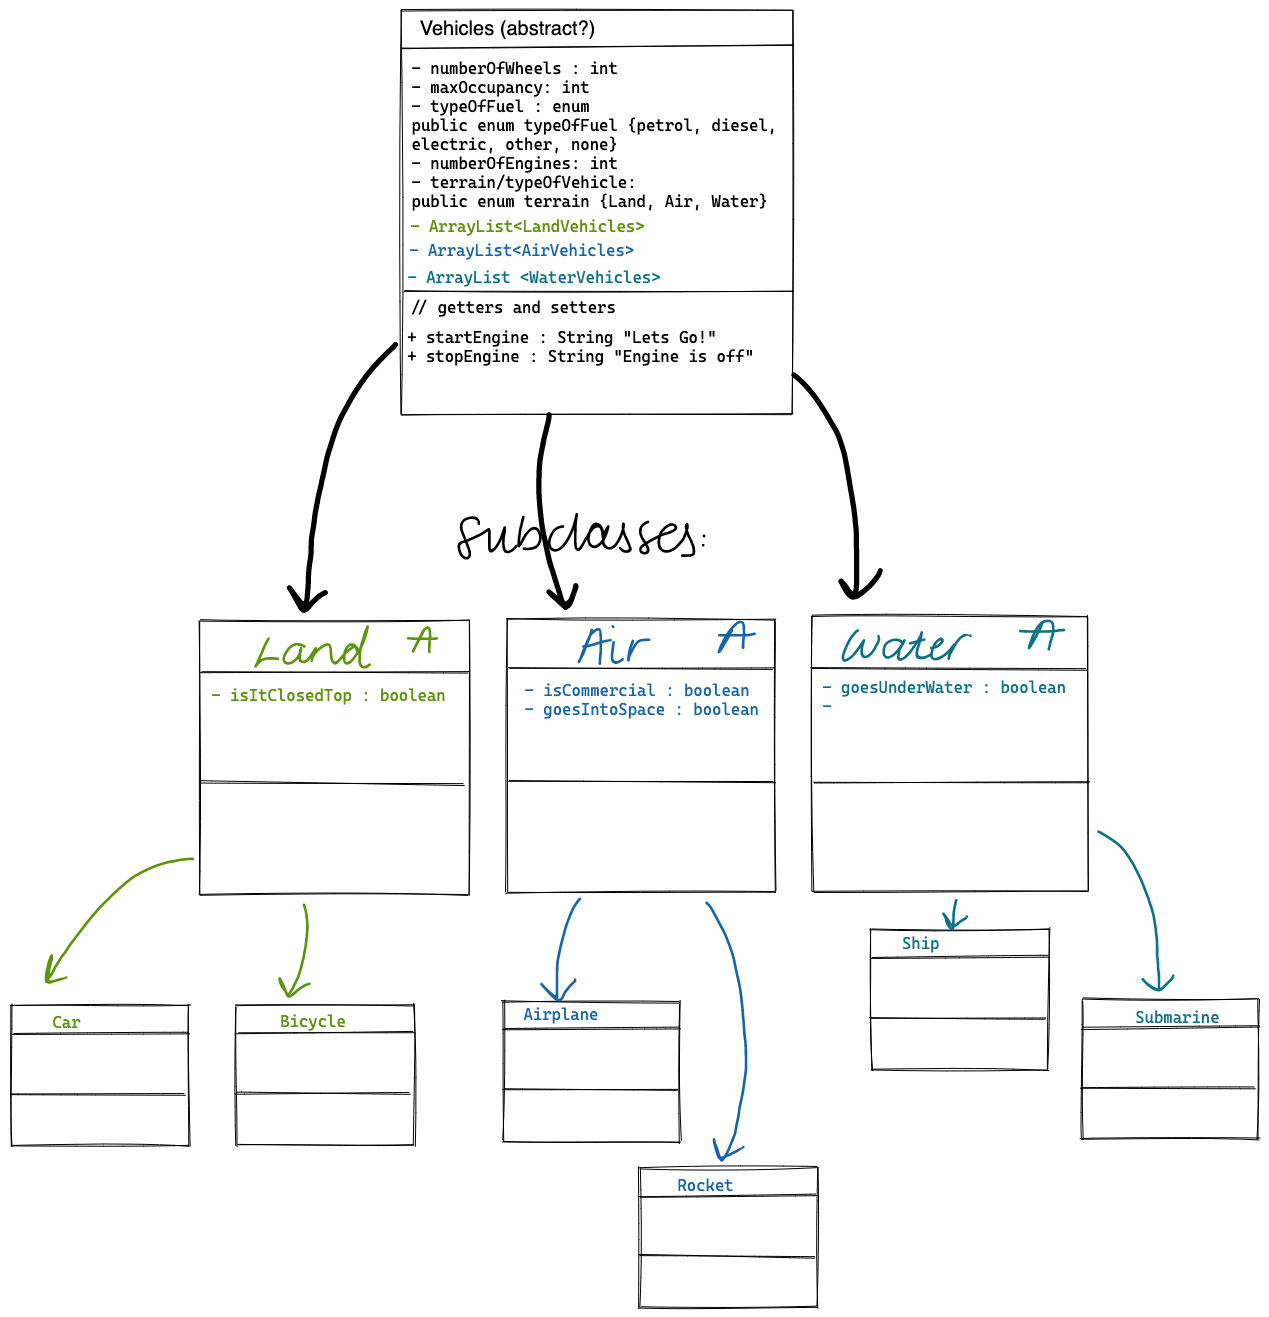 Vehicles (abstract?)
- numberOfWheels : int
- maxOccupancy: int
- typeOfFuel : enum
public enum typeOfFuel {petrol, diesel,
electric, other, none}
- numberOfEngines: int
- terrain/typeOfVehicle:
public enum terrain {Land, Air, Water}
- ArrayList<LandVehicles>
- ArrayList<AirVehicles>
- ArrayList <WaterVehicles>
// getters and setters
+ startEngine : String "Lets Go!"
+ stopEngine : String "Engine is off"
subclasses:
Land A
- isItClosedTop : boolean
Air A
- isCommercial : boolean
- goesIntoSpace : boolean
Water A
- goesUnderWater : boolean
-
Car
Bicycle
Airplane
Rocket
Ship
Submarine